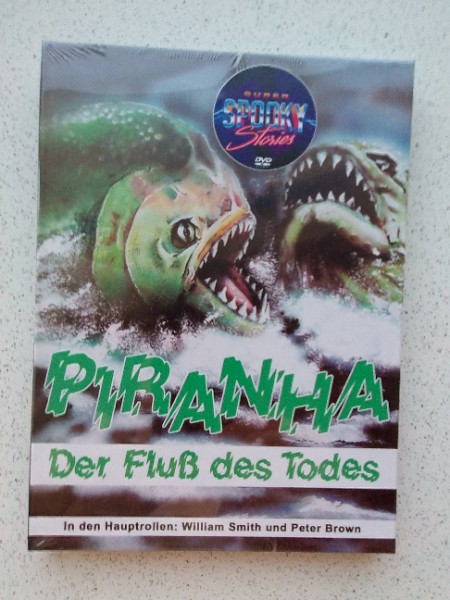 SUPER
SPOOKY
Stories
DVD
PIRANHA
Der Fluß des Todes
In den Hauptrollen: William Smith und Peter Brown